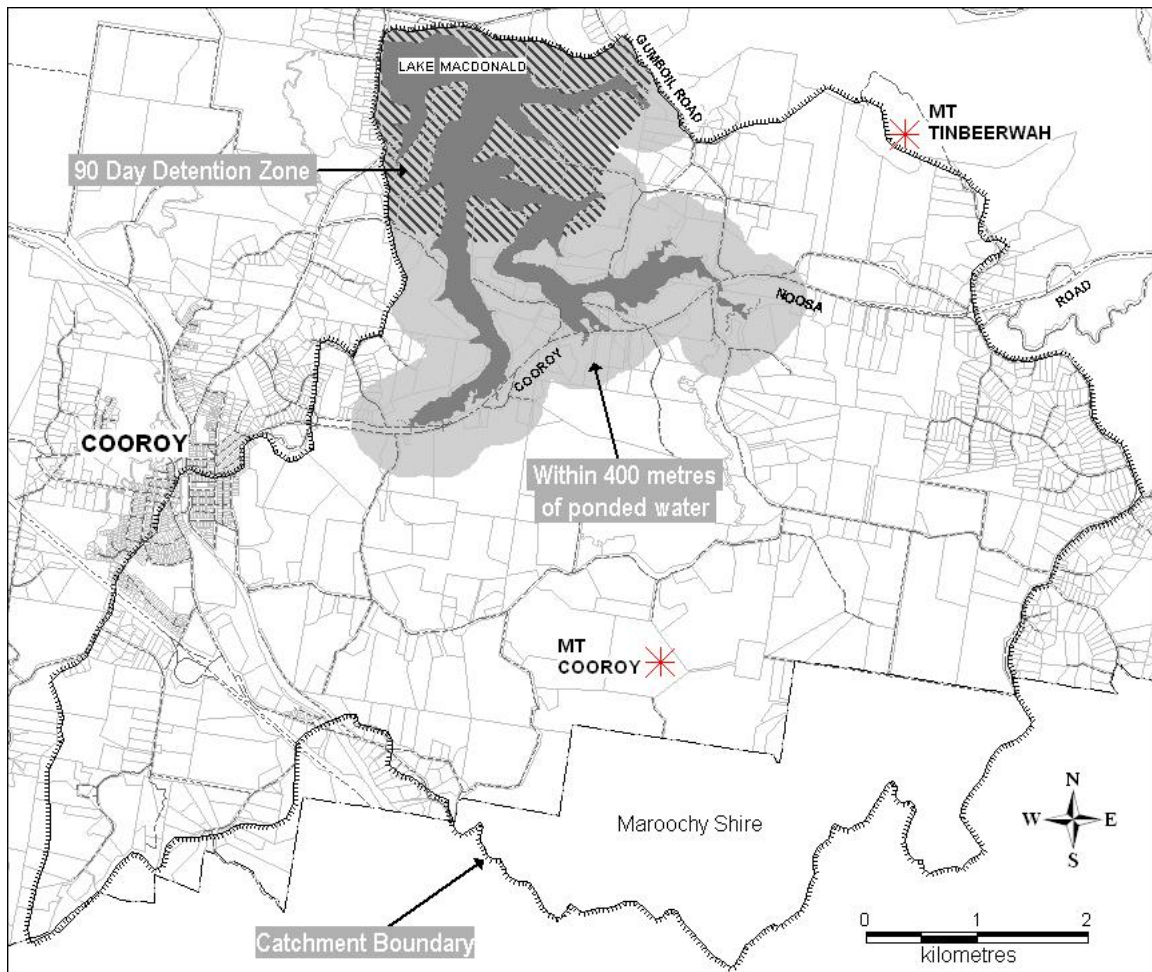 LAKE MACDONALD
GUMBOIL ROAD
MT
TINBEERWAH
90 Day Detention Zone
NOOSA
ROAD
COOROY
COOROY
Within 400 metres
of ponded water
MT
COOROY
Maroochy Shire
N
W E
S
Catchment Boundary
0 1 2
kilometres